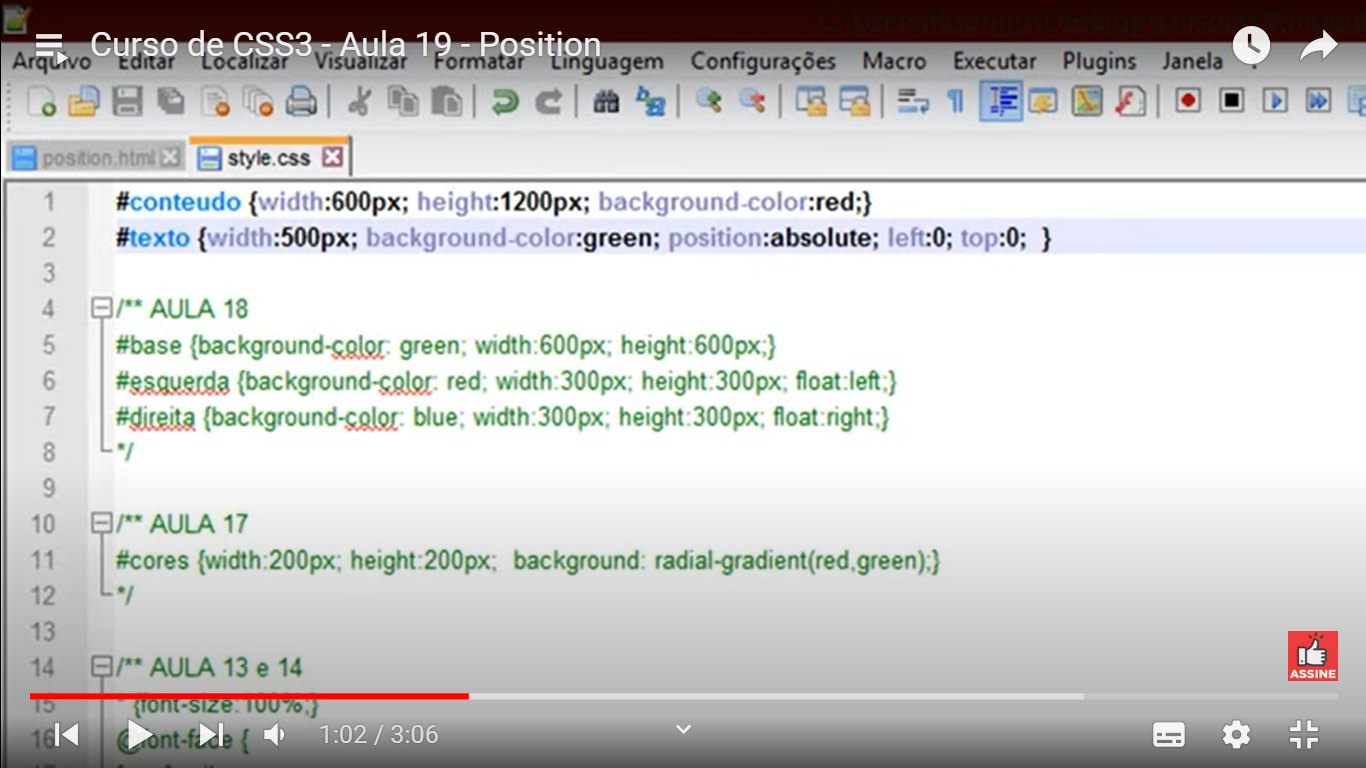 Curso de CSS3 - Aula 19 - Position
Arquivo Editar Localizar Visualizar Formatar Linguagem Configurações Macro Executar Plugins Janela
position.html style.css
1 #conteudo {width:600px; height:1200px; background-color:red;}
2 #texto {width:500px; background-color:green; position:absolute; left:0; top:0; }
3
4 /** AULA 18
5 #base {background-color: green; width:600px; height:600px;}
6 #esquerda {background-color: red; width:300px; height:300px; float:left;}
7 #direita {background-color: blue; width:300px; height:300px; float:right;}
8 */
9
10 /** AULA 17
11 #cores {width:200px; height:200px; background: radial-gradient(red,green);}
12 */
13
14 /** AULA 13 e 14
15 * {font-size:100%;}
16 @font-face {
ASSINE
1:02 / 3:06